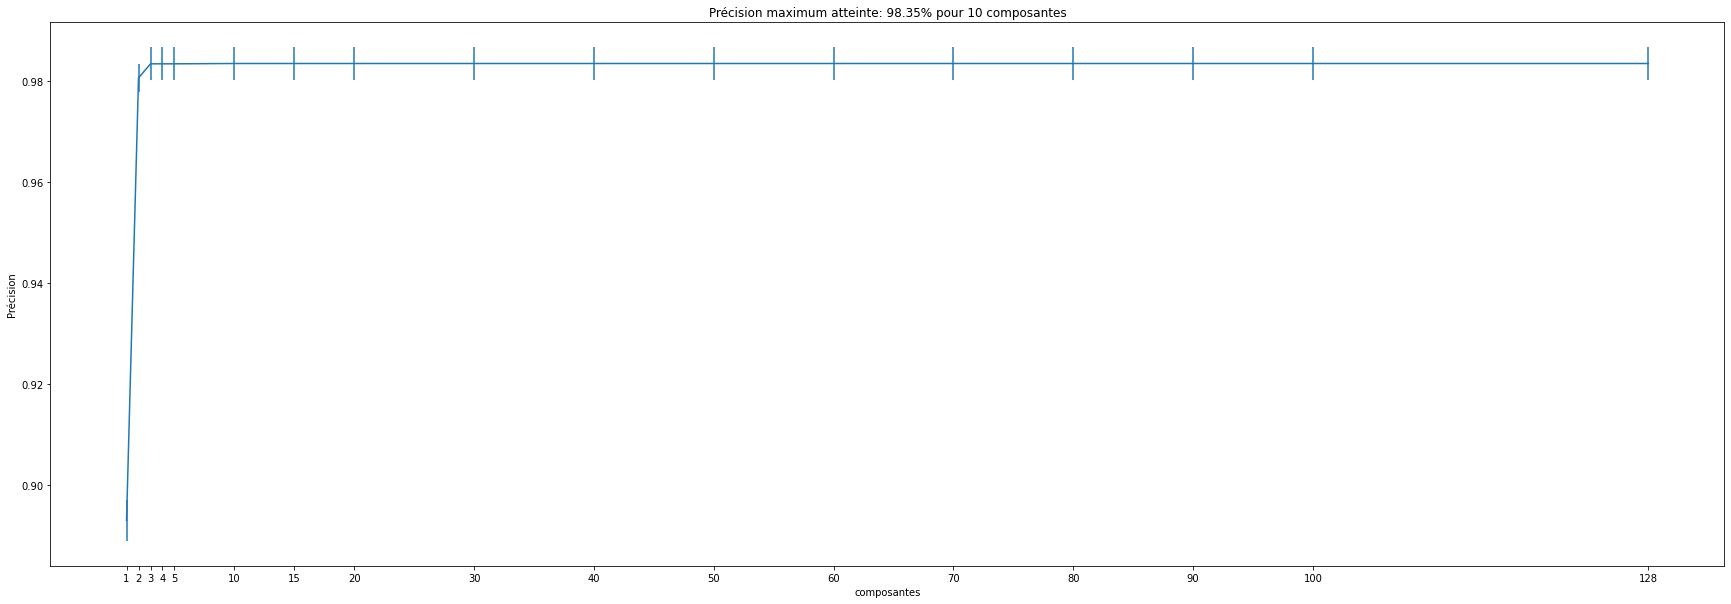 Précision maximum atteinte: 98.35% pour 10 composantes
0.98
0.96
0.94
0.92
0.90
Précision
1 2 3 4 5 10 15 20 30 40 50 60 70 80 90 100 128
composantes